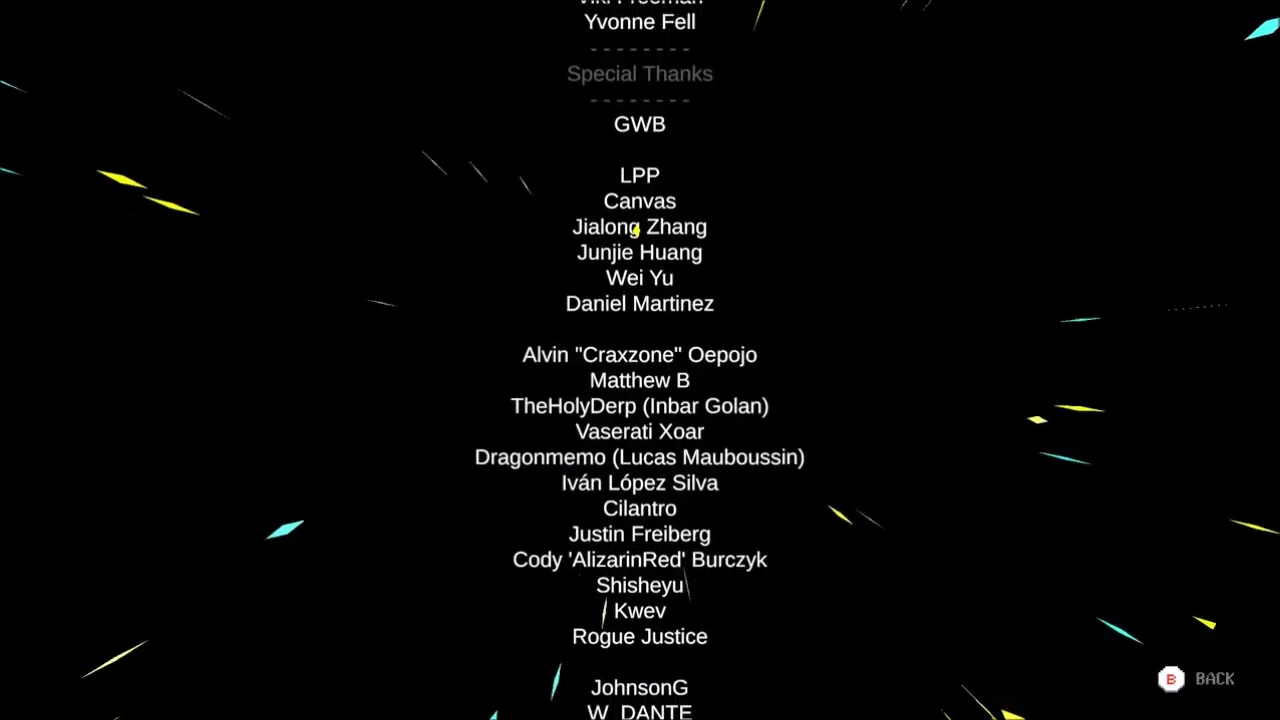 Viki Freeman
Yvonne Fell
--------
Special Thanks
--------
GWB
LPP
Canvas
Jialong Zhang
Junjie Huang
Wei Yu
Daniel Martinez
Alvin "Craxzone" Oepojo
Matthew B
TheHolyDerp (Inbar Golan)
Vaserati Xoar
Dragonmemo (Lucas Mauboussin)
Iván López Silva
Cilantro
Justin Freiberg
Cody 'AlizarinRed' Burczyk
Shisheyu
Kwev
Rogue Justice
JohnsonG
W_DANTE
B BACK